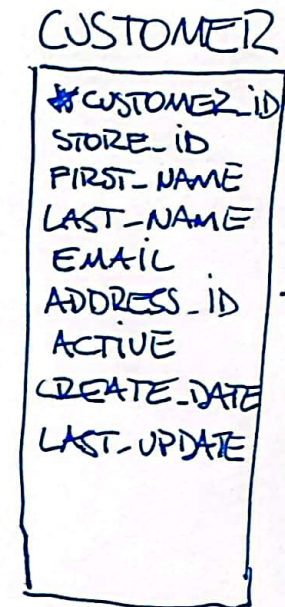 CUSTOMER
* CUSTOMER_ID
STORE_ID
FIRST_NAME
LAST_NAME
EMAIL
ADDRESS_ID
ACTIVE
CREATE_DATE
LAST_UPDATE